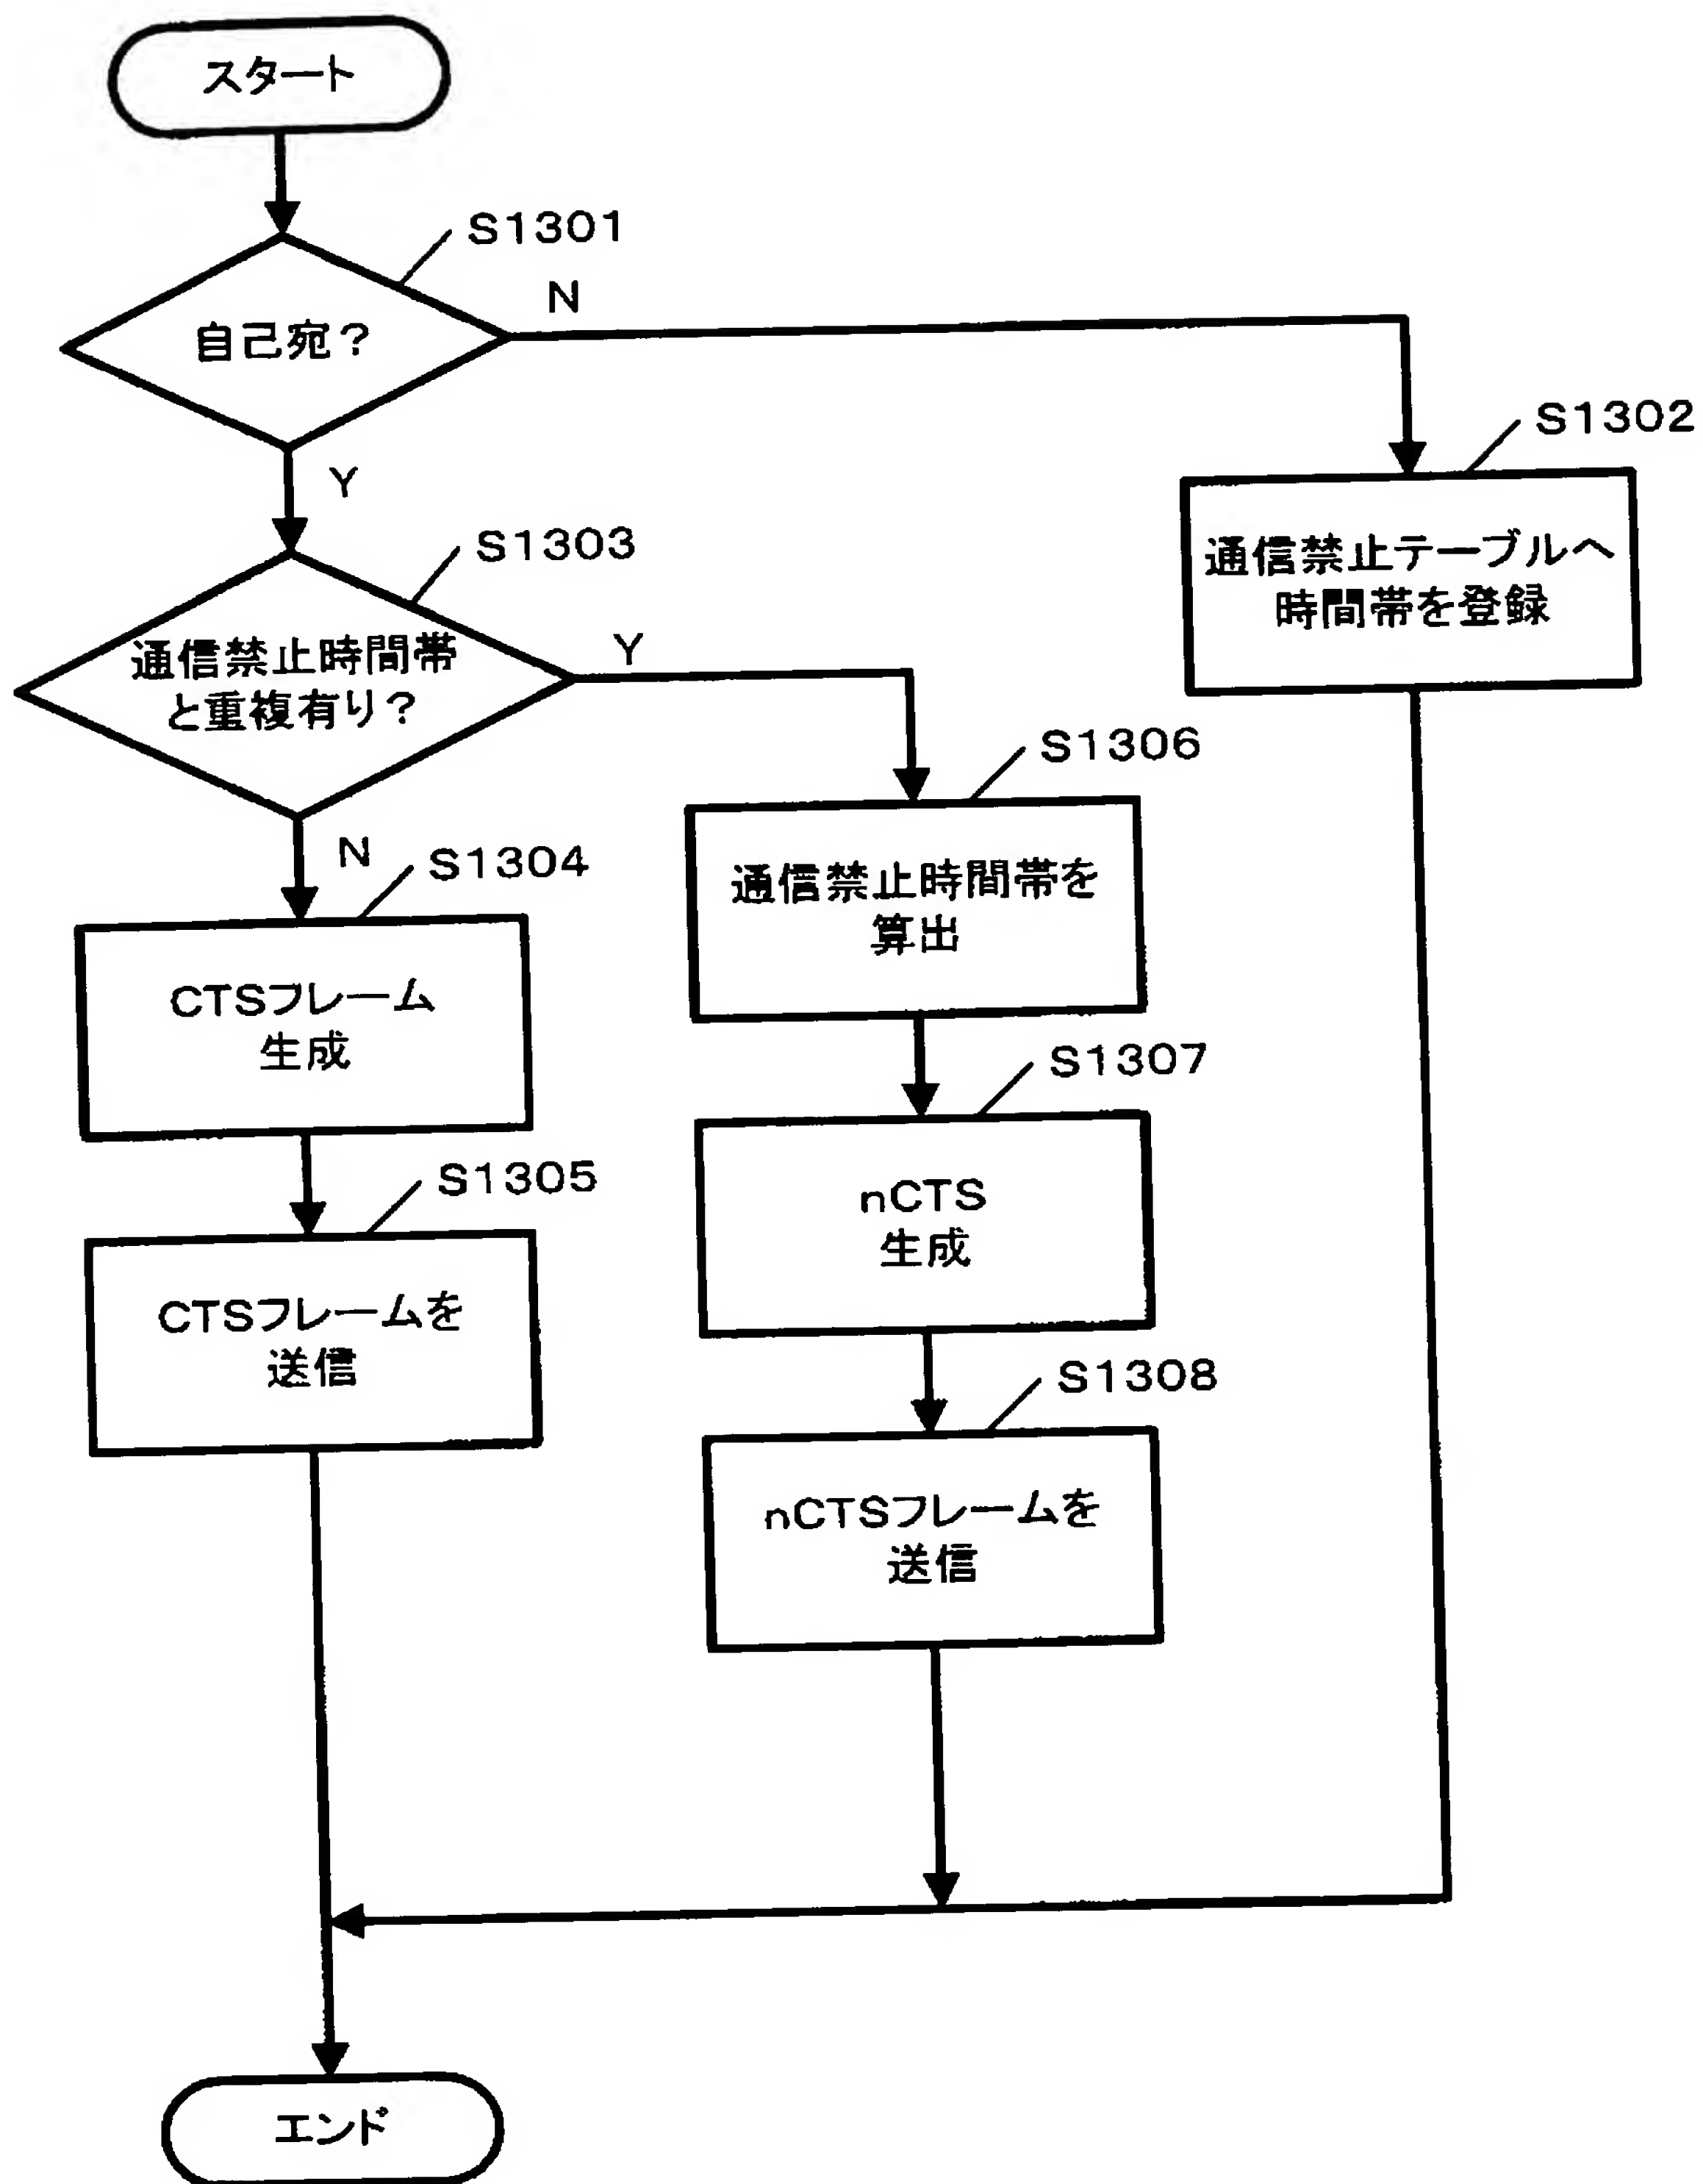 スタート
S1301
自己宛?
N
Y
S1302
通信禁止テーブルへ
時間帯を登録
S1303
通信禁止時間帯
と重複有り?
Y
N
S1306
通信禁止時間帯を
算出
S1304
CTSフレーム
生成
S1307
nCTS
生成
S1305
CTSフレームを
送信
S1308
nCTSフレームを
送信
エンド